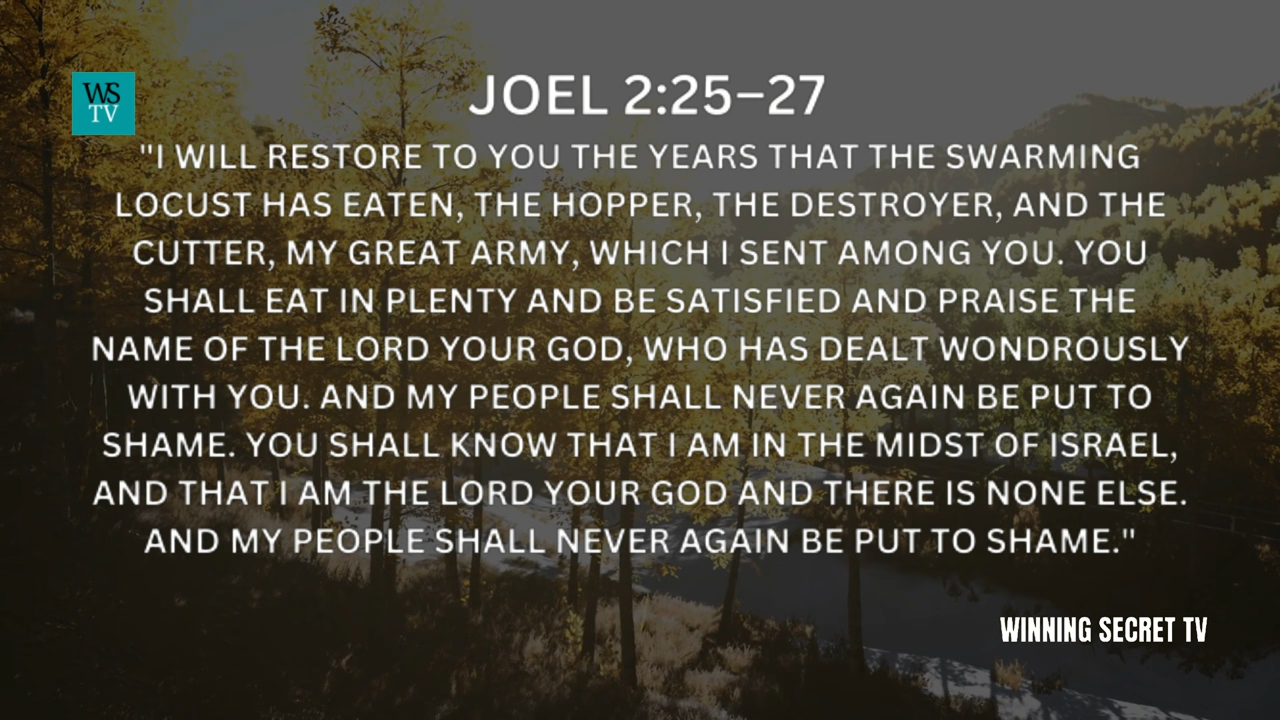 WS
TV
JOEL 2:25–27
"I WILL RESTORE TO YOU THE YEARS THAT THE SWARMING
LOCUST HAS EATEN, THE HOPPER, THE DESTROYER, AND THE
CUTTER, MY GREAT ARMY, WHICH I SENT AMONG YOU. YOU
SHALL EAT IN PLENTY AND BE SATISFIED AND PRAISE THE
NAME OF THE LORD YOUR GOD, WHO HAS DEALT WONDROUSLY
WITH YOU. AND MY PEOPLE SHALL NEVER AGAIN BE PUT TO
SHAME. YOU SHALL KNOW THAT I AM IN THE MIDST OF ISRAEL,
AND THAT I AM THE LORD YOUR GOD AND THERE IS NONE ELSE.
AND MY PEOPLE SHALL NEVER AGAIN BE PUT TO SHAME."
WINNING SECRET TV